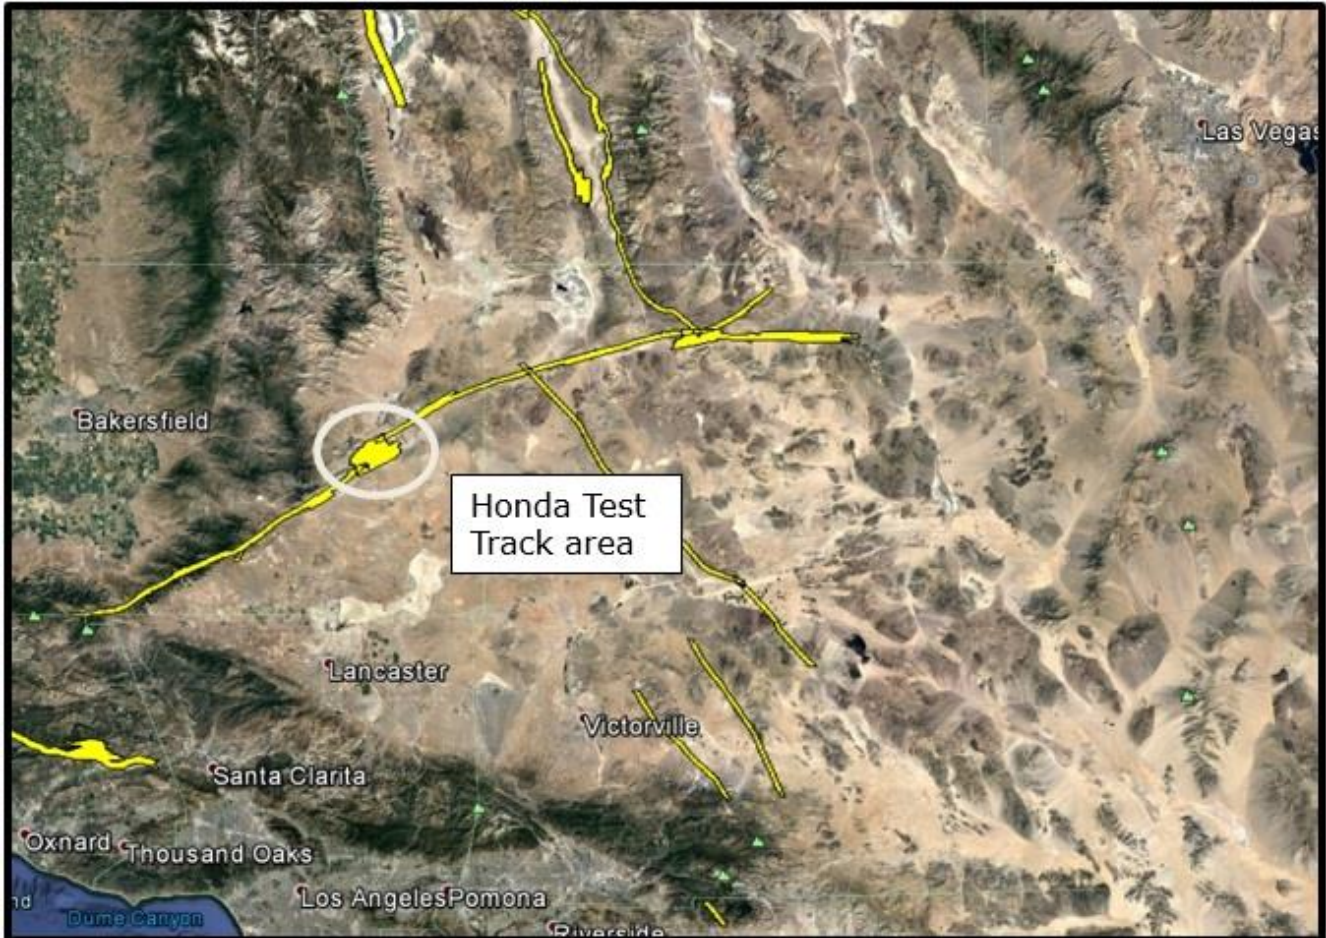 Las Vegas
Bakersfield
Honda Test
Track area
Lancaster
Victorville
Santa Clarita
Oxnard
Thousand Oaks
Los Angeles
Pomona
nd
Dume Canyon
Riverside